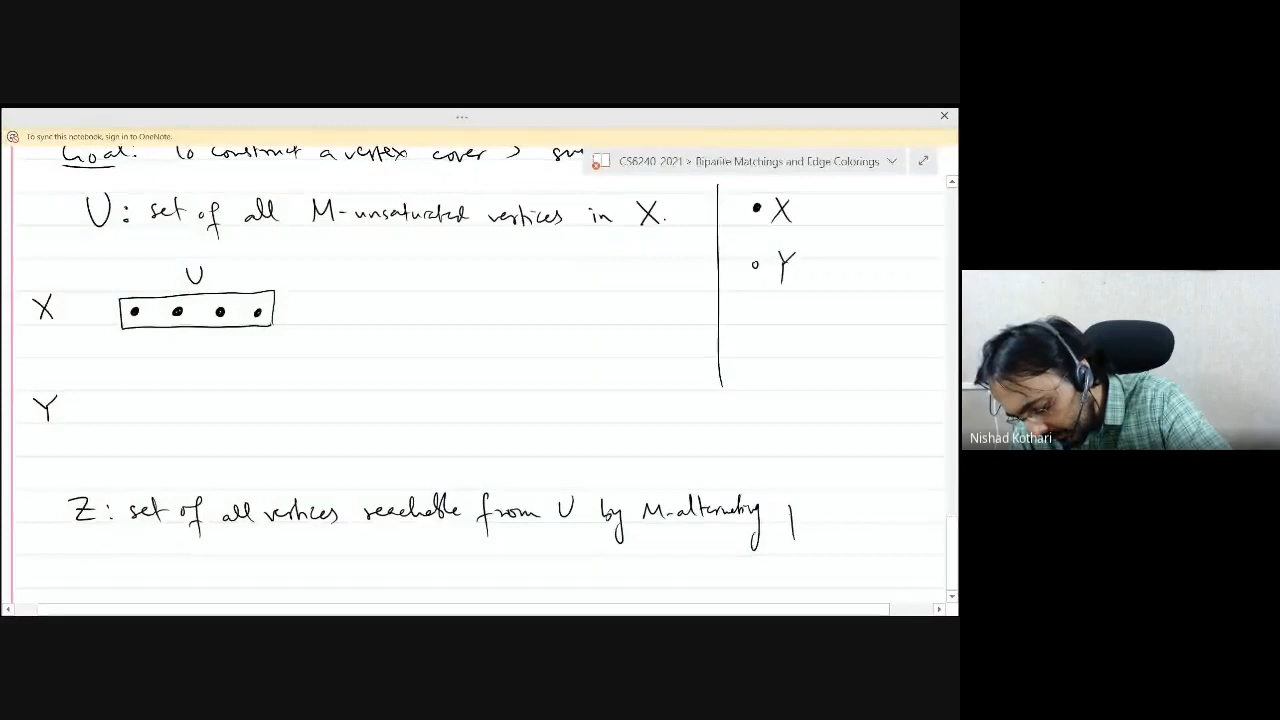 To sync this notebook, sign in to OneNote.
Goal: To construct a vertex cover
CS6240-2021 > Bipartite Matchings and Edge Colorings
U: set of all M-unsaturated vertices in X.
X
Y
U
X
Y
Z: set of all vertices reachable from U by M-alternating
Nishad Kothari